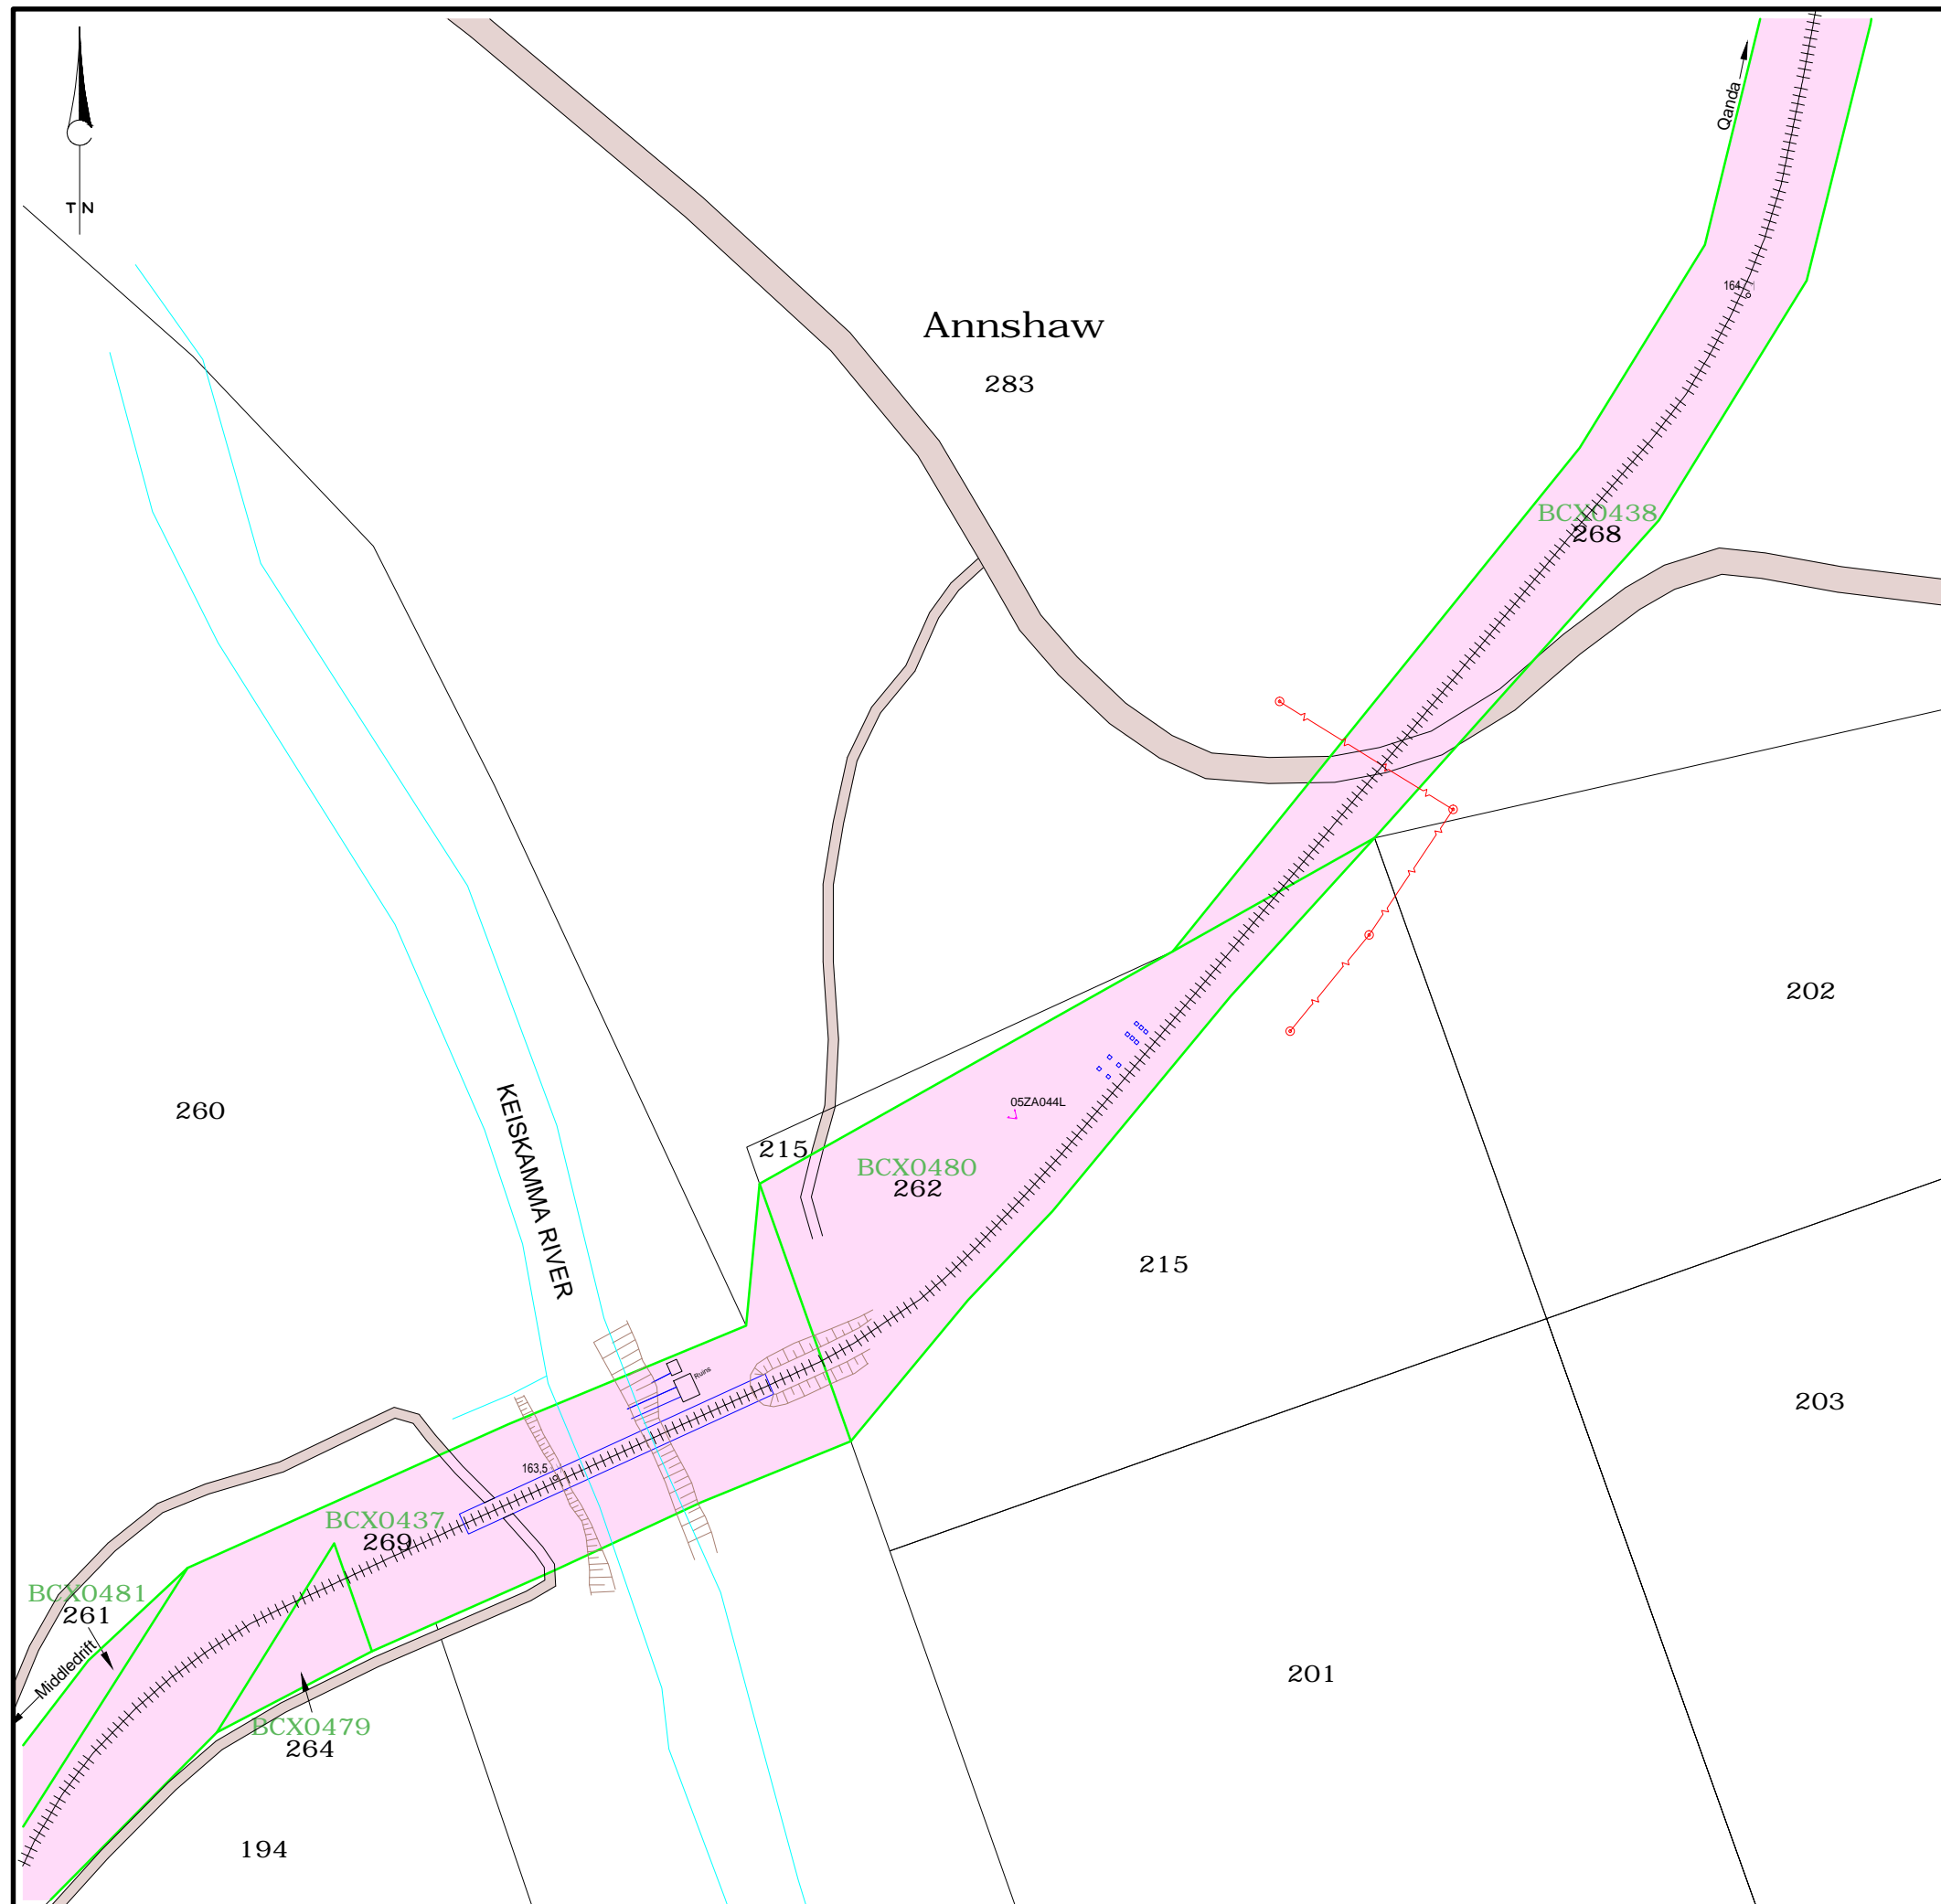 T N
Qanda
164
Annshaw
283
BCX0438
268
202
260
KEISKAMMA RIVER
05ZA044L
215
BCX0480
262
215
Ruins
203
163,5
BCX0437
269
BCX0481
261
Middledrift
201
BCX0479
264
194